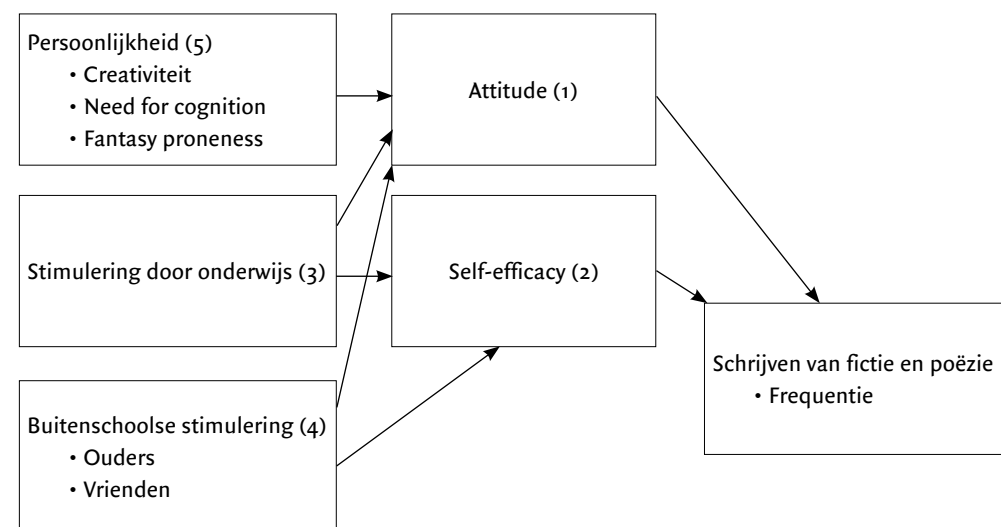 Persoonlijkheid (5)
• Creativiteit
• Need for cognition
• Fantasy proneness
Attitude (1)
Stimulering door onderwijs (3)
Self-efficacy (2)
Schrijven van fictie en poëzie
• Frequentie
Buitenschoolse stimulering (4)
• Ouders
• Vrienden